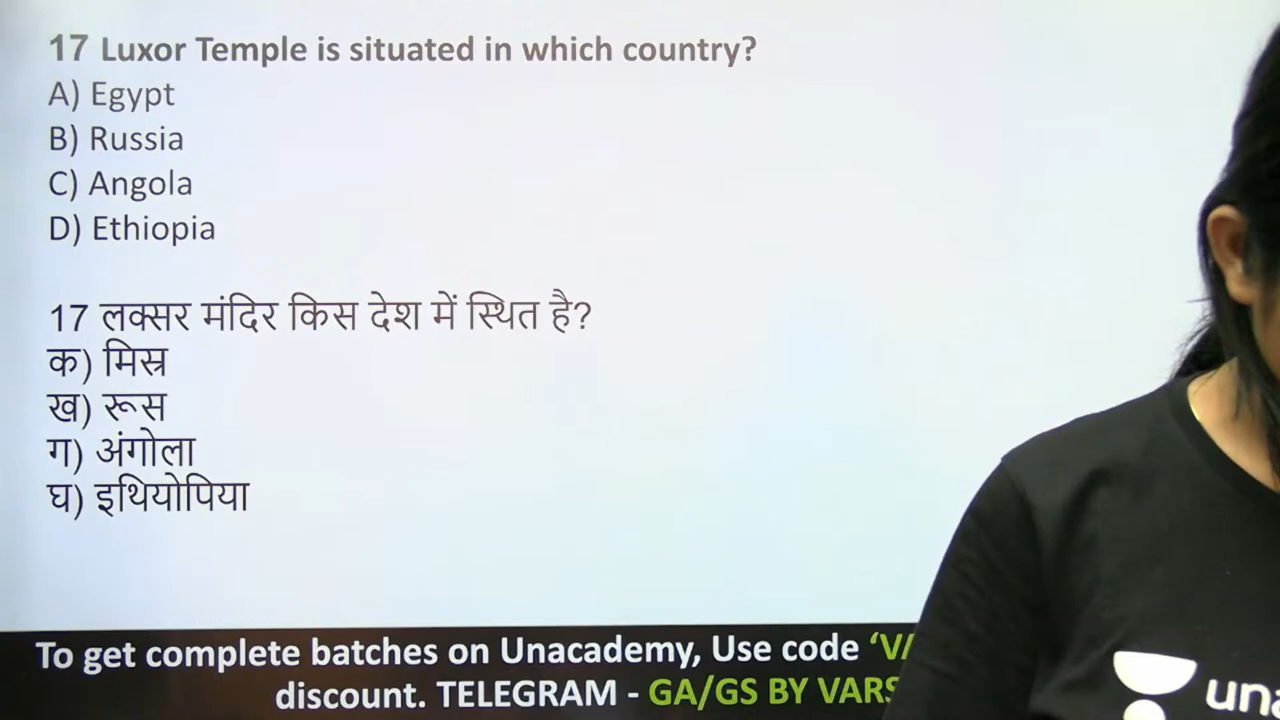 17 Luxor Temple is situated in which country?
A) Egypt
B) Russia
C) Angola
D) Ethiopia
17 लक्सर मंदिर किस देश में स्थित है?
क) मिस्र
ख) रूस
ग) अंगोला
घ) इथियोपिया
To get complete batches on Unacademy, Use code
discount. TELEGRAM - GA/GS BY